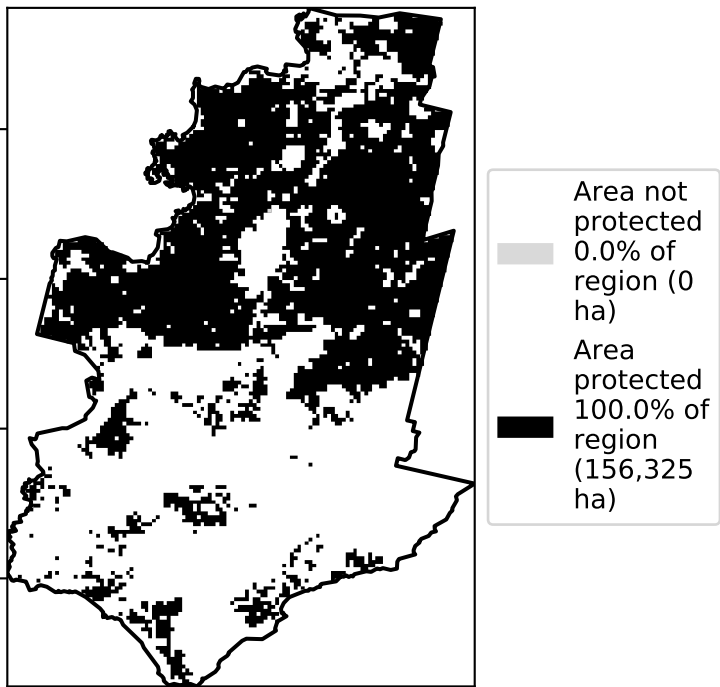 Area not
protected
0.0% of
region (0
ha)
Area
protected
100.0% of
region
(156,325
ha)